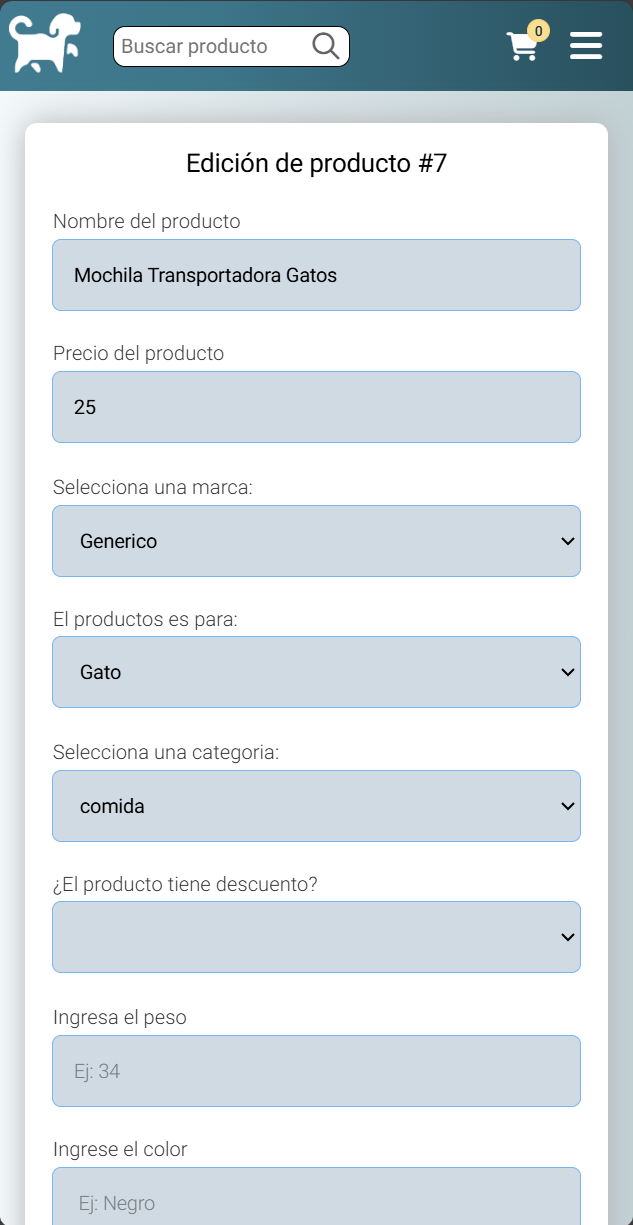 Buscar producto
0
Edición de producto #7
Nombre del producto
Mochila Transportadora Gatos
Precio del producto
25
Selecciona una marca:
Generico
El productos es para:
Gato
Selecciona una categoria:
comida
¿El producto tiene descuento?
Ingresa el peso
Ej: 34
Ingrese el color
Ej: Negro